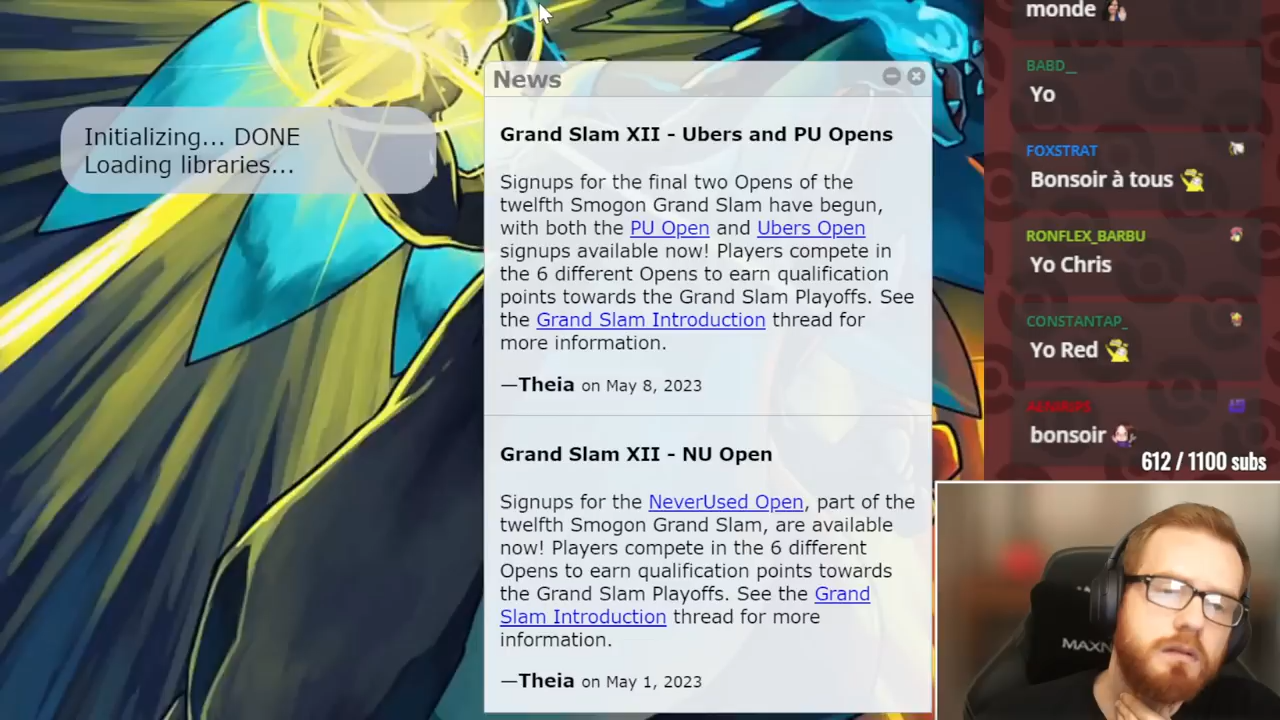 Initializing... DONE
Loading libraries...
News
Grand Slam XII - Ubers and PU Opens
Signups for the final two Opens of the
twelfth Smogon Grand Slam have begun,
with both the PU Open and Ubers Open
signups available now! Players compete in
the 6 different Opens to earn qualification
points towards the Grand Slam Playoffs. See
the Grand Slam Introduction thread for
more information.
—Theia on May 8, 2023
Grand Slam XII - NU Open
Signups for the NeverUsed Open, part of the
twelfth Smogon Grand Slam, are available
now! Players compete in the 6 different
Opens to earn qualification points towards
the Grand Slam Playoffs. See the Grand
Slam Introduction thread for more
information.
—Theia on May 1, 2023
monde
BABD__
Yo
FOXSTRAT
Bonsoir à tous
RONFLEX_BARBU
Yo Chris
CONSTANTAP_
Yo Red
bonsoir
612 / 1100 subs
MAXN